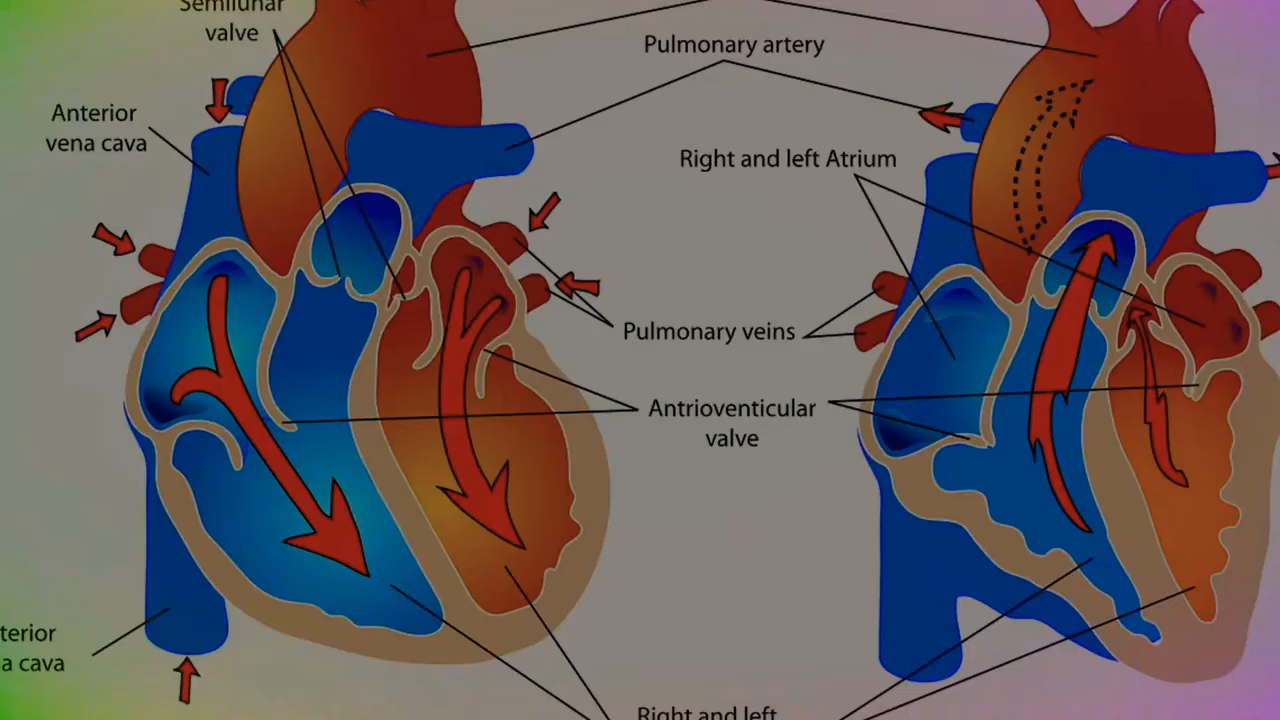 Semilunar
valve
Pulmonary artery
Anterior
vena cava
Right and left Atrium
Pulmonary veins
Antrioventicular
valve
terior
a cava
Right and left